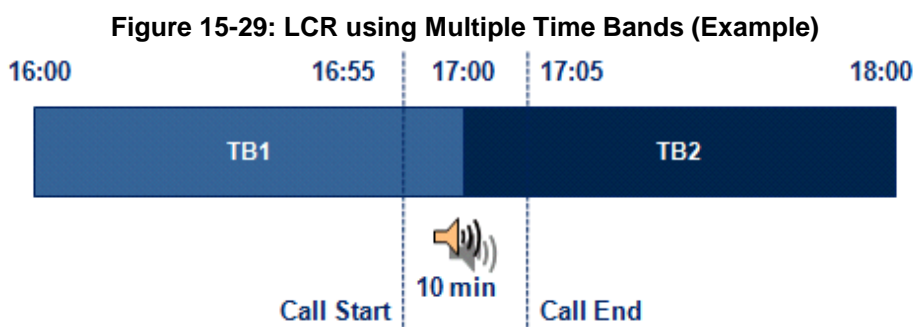 Figure 15-29: LCR using Multiple Time Bands (Example)
16:00 16:55 17:00 17:05 18:00
TB1 TB2
10 min
Call Start Call End